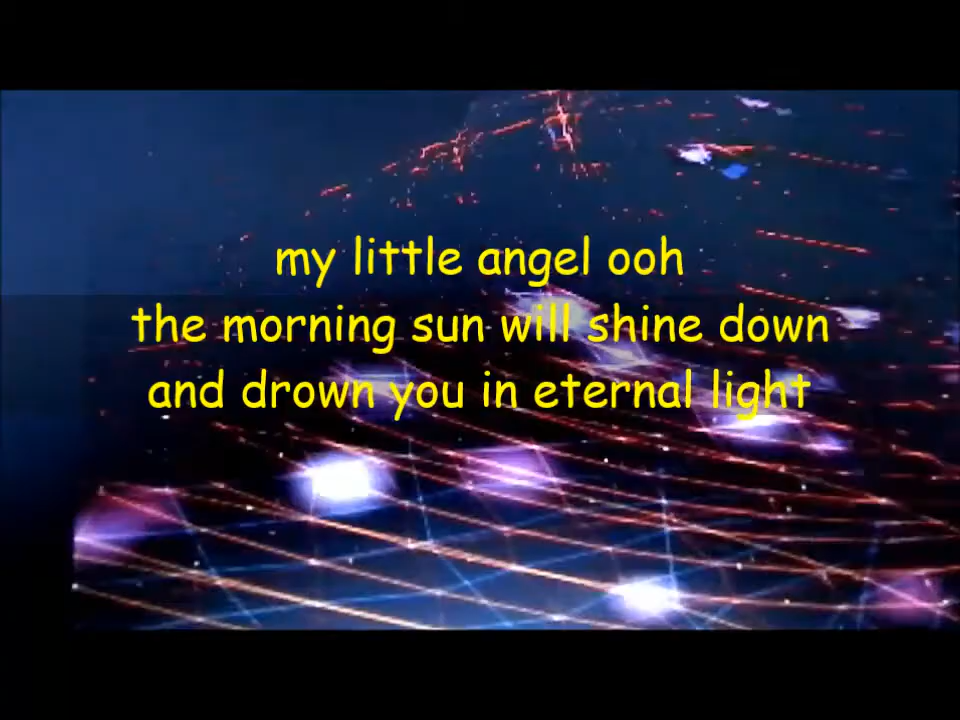 my little angel ooh
the morning sun will shine down
and drown you in eternal light